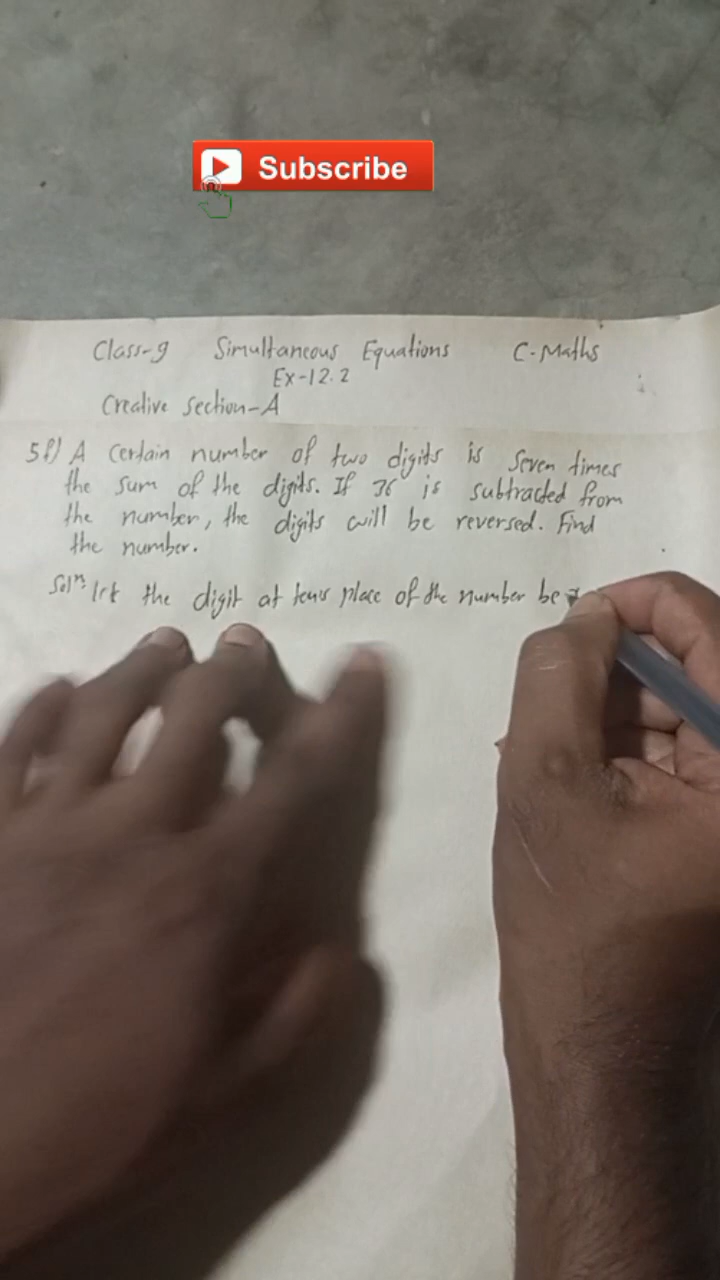 Subscribe
Class-9 Simultaneous Equations C. Maths
Ex-12.2
Creative Section-A
5f) A certain number of two digits is seven times
the sum of the digits. If 36 is subtracted from
the number, the digits will be reversed. Find
the number.
Solⁿ: let the digit at tens place of the number be x